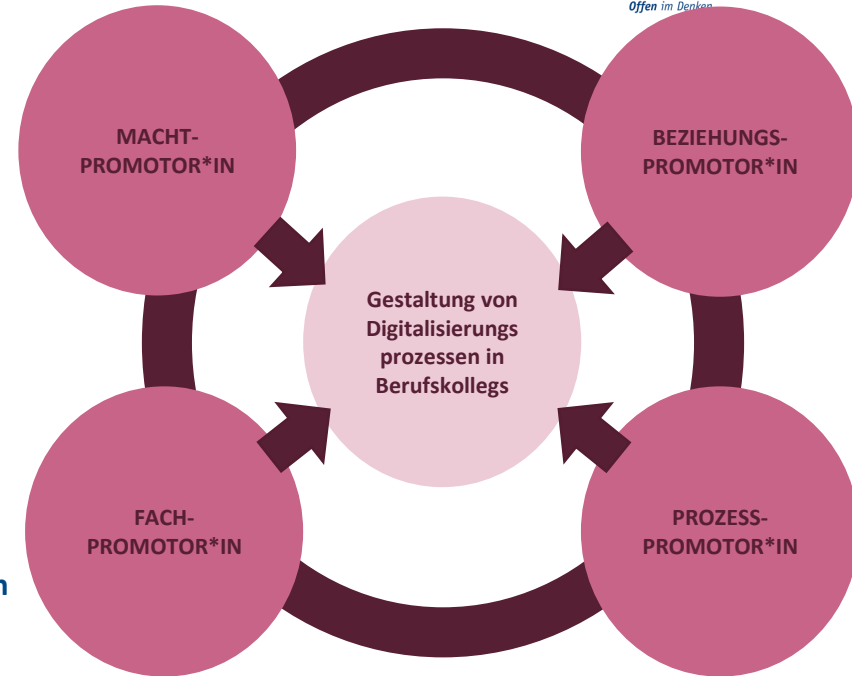 Offen im Denken
MACHT-
PROMOTOR*IN
BEZIEHUNGS-
PROMOTOR*IN
Gestaltung von
Digitalisierungs
prozessen in
Berufskollegs
FACH-
PROMOTOR*IN
PROZESS-
PROMOTOR*IN
n